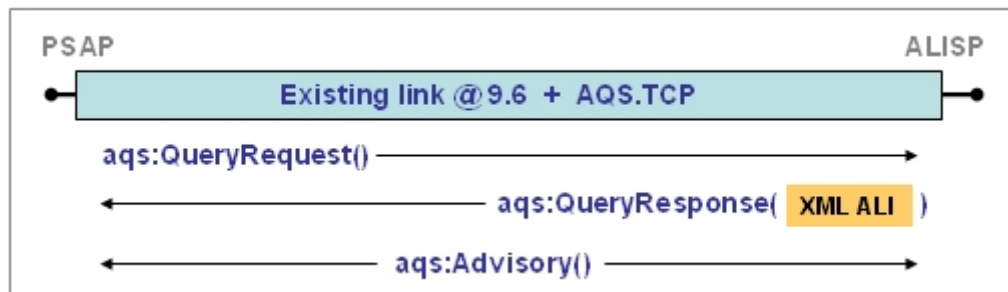 PSAP ALISP
Existing link @ 9.6 + AQS.TCP
aqs:QueryRequest()
aqs:QueryResponse( XML ALI )
aqs:Advisory()